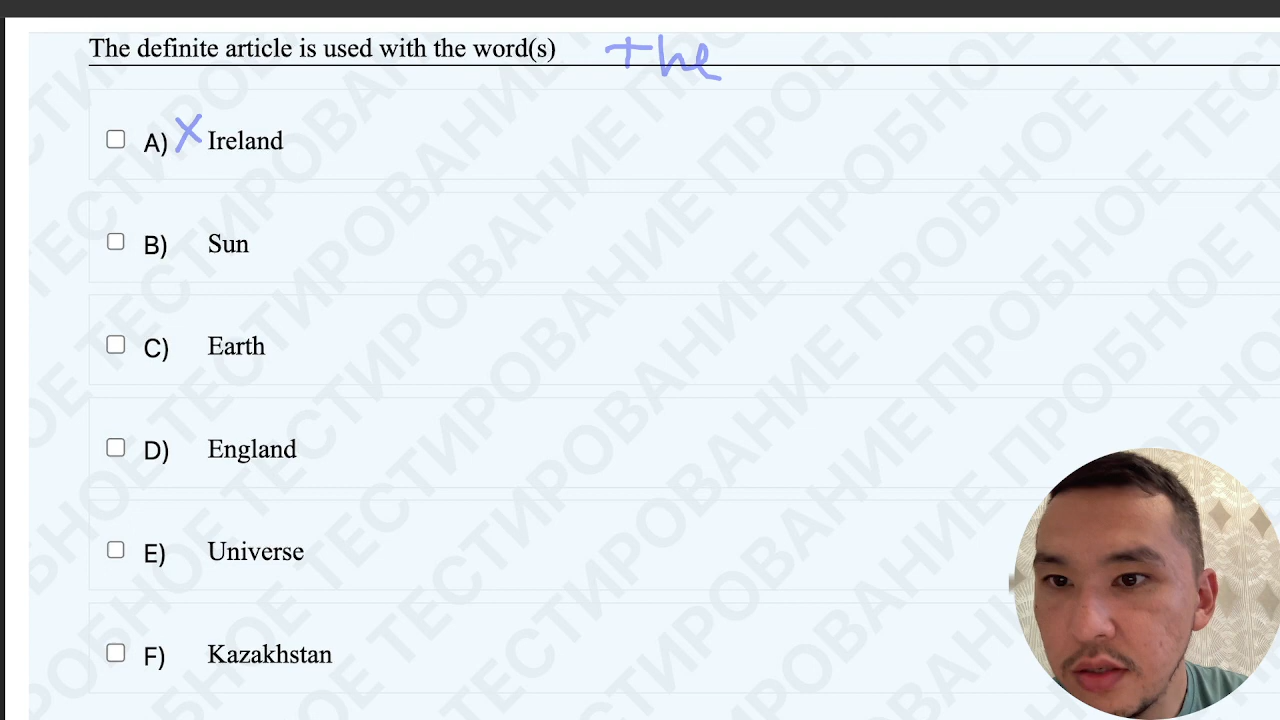 The definite article is used with the word(s) the
A) X Ireland
B) Sun
C) Earth
D) England
E) Universe
F) Kazakhstan
ПРОБНОЕ ТЕСТИРОВАНИЕ